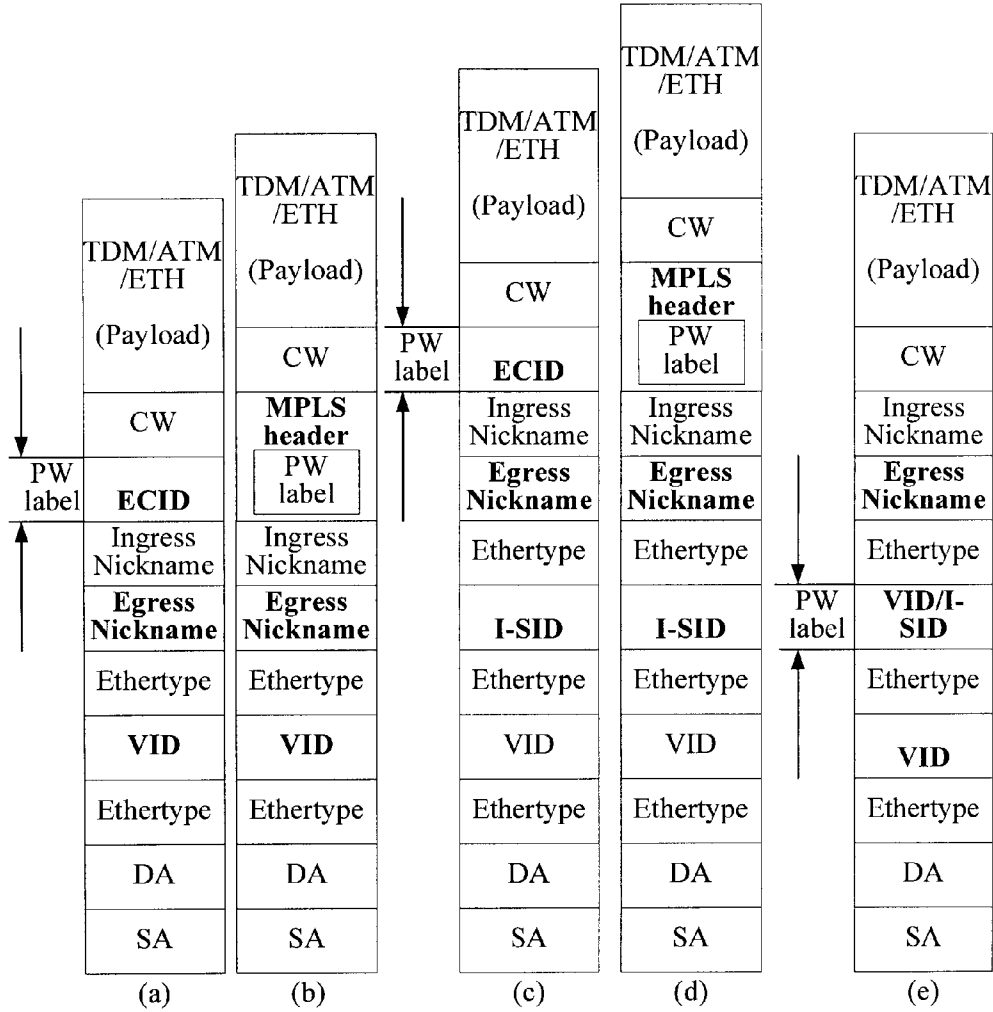 TDM/ATM
/ETH
(Payload)
CW
PW
label
ECID
Ingress
Nickname
Egress
Nickname
Ethertype
VID
Ethertype
DA
SA
(a)
TDM/ATM
/ETH
(Payload)
CW
MPLS
header
PW
label
Ingress
Nickname
Egress
Nickname
Ethertype
VID
Ethertype
DA
SA
(b)
TDM/ATM
/ETH
(Payload)
CW
PW
label
ECID
Ingress
Nickname
Egress
Nickname
Ethertype
I-SID
Ethertype
VID
Ethertype
DA
SA
(c)
TDM/ATM
/ETH
(Payload)
CW
MPLS
header
PW
label
Ingress
Nickname
Egress
Nickname
Ethertype
I-SID
Ethertype
VID
Ethertype
DA
SA
(d)
TDM/ATM
/ETH
(Payload)
CW
Ingress
Nickname
Egress
Nickname
Ethertype
PW
label
VID/I-
SID
Ethertype
VID
Ethertype
DA
SA
(e)